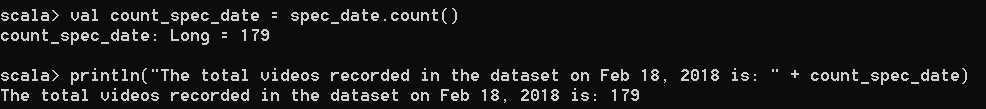 scala> val count_spec_date = spec_date.count()
count_spec_date: Long = 179
scala> println("The total videos recorded in the dataset on Feb 18, 2018 is: " + count_spec_date)
The total videos recorded in the dataset on Feb 18, 2018 is: 179